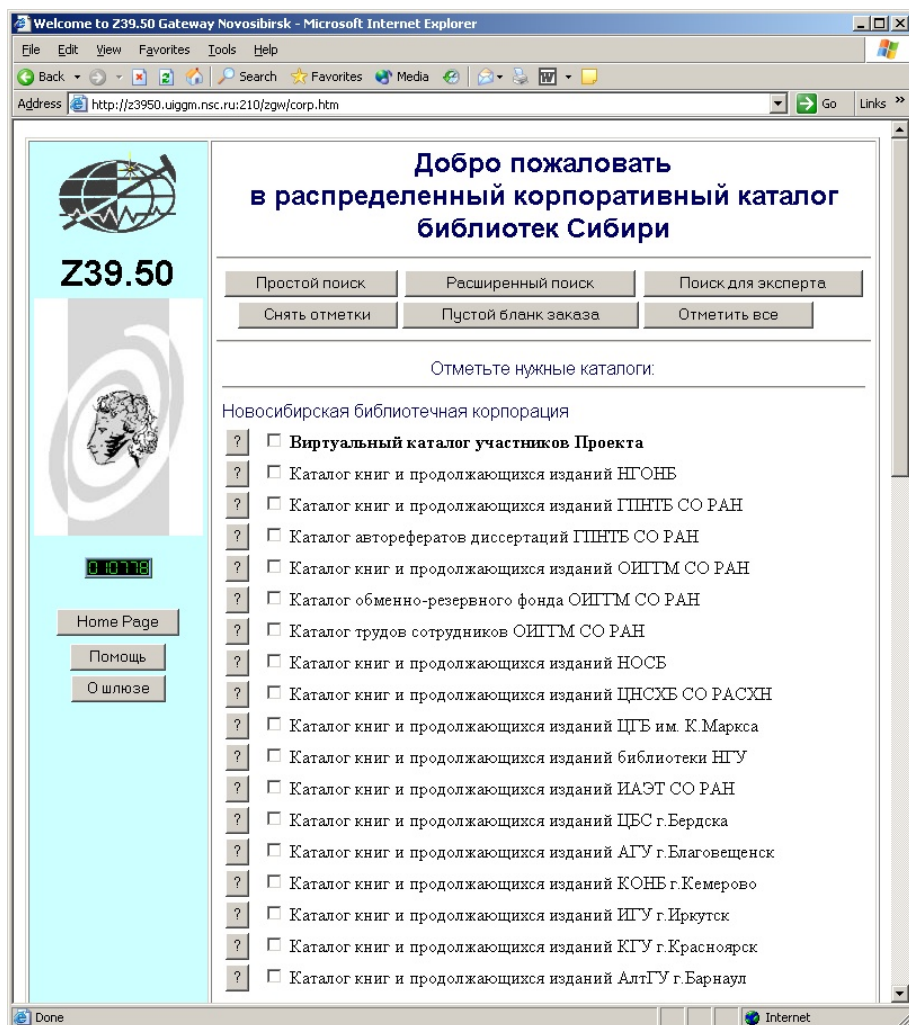 Welcome to Z39.50 Gateway Novosibirsk - Microsoft Internet Explorer
File Edit View Favorites Tools Help
Back Search Favorites Media
Address http://z3950.uiggm.nsc.ru:210/zgw/corp.htm Go Links »
Z39.50
010778
Home Page
Помощь
О шлюзе
Добро пожаловать
в распределенный корпоративный каталог
библиотек Сибири
Простой поиск Расширенный поиск Поиск для эксперта
Снять отметки Пустой бланк заказа Отметить все
Отметьте нужные каталоги:
Новосибирская библиотечная корпорация
? Виртуальный каталог участников Проекта
? Каталог книг и продолжающихся изданий НГОНБ
? Каталог книг и продолжающихся изданий ГПНТБ СО РАН
? Каталог авторефератов диссертаций ГПНТБ СО РАН
? Каталог книг и продолжающихся изданий ОИГГМ СО РАН
? Каталог обменно-резервного фонда ОИГГМ СО РАН
? Каталог трудов сотрудников ОИГГМ СО РАН
? Каталог книг и продолжающихся изданий НОСБ
? Каталог книг и продолжающихся изданий ЦНСХБ СО РАСХН
? Каталог книг и продолжающихся изданий ЦГБ им. К.Маркса
? Каталог книг и продолжающихся изданий библиотеки НГУ
? Каталог книг и продолжающихся изданий ИАЭТ СО РАН
? Каталог книг и продолжающихся изданий ЦБС г.Бердска
? Каталог книг и продолжающихся изданий АГУ г.Благовещенск
? Каталог книг и продолжающихся изданий КОНБ г.Кемерово
? Каталог книг и продолжающихся изданий ИГУ г.Иркутск
? Каталог книг и продолжающихся изданий КГУ г.Красноярск
? Каталог книг и продолжающихся изданий АлтГУ г.Барнаул
Done Internet